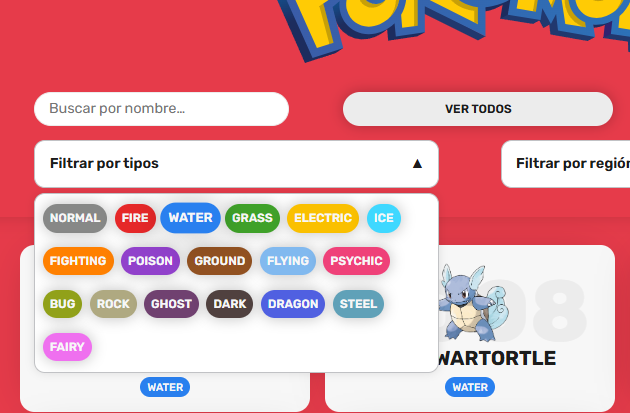 Buscar por nombre...
VER TODOS
Filtrar por tipos ▲
Filtrar por región
NORMAL FIRE WATER GRASS ELECTRIC ICE
FIGHTING POISON GROUND FLYING PSYCHIC
BUG ROCK GHOST DARK DRAGON STEEL
FAIRY
08
WARTORTLE
WATER
WATER